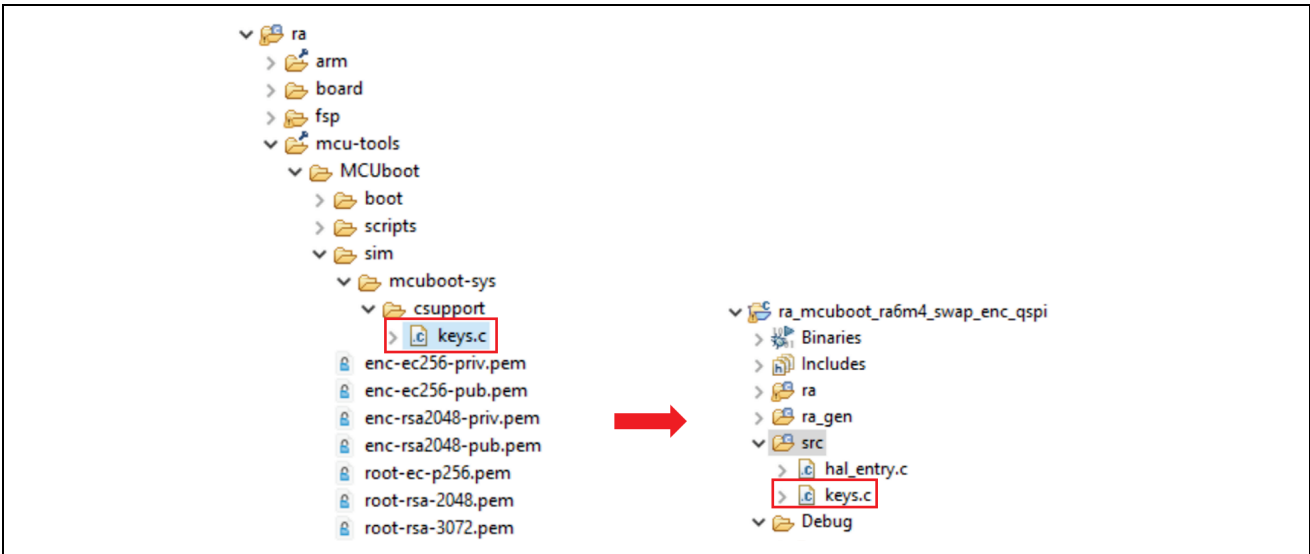 ra
arm
board
fsp
mcu-tools
MCUboot
boot
scripts
sim
mcuboot-sys
csupport
keys.c
enc-ec256-priv.pem
enc-ec256-pub.pem
enc-rsa2048-priv.pem
enc-rsa2048-pub.pem
root-ec-p256.pem
root-rsa-2048.pem
root-rsa-3072.pem
ra_mcuboot_ra6m4_swap_enc_qspi
Binaries
Includes
ra
ra_gen
src
hal_entry.c
keys.c
Debug